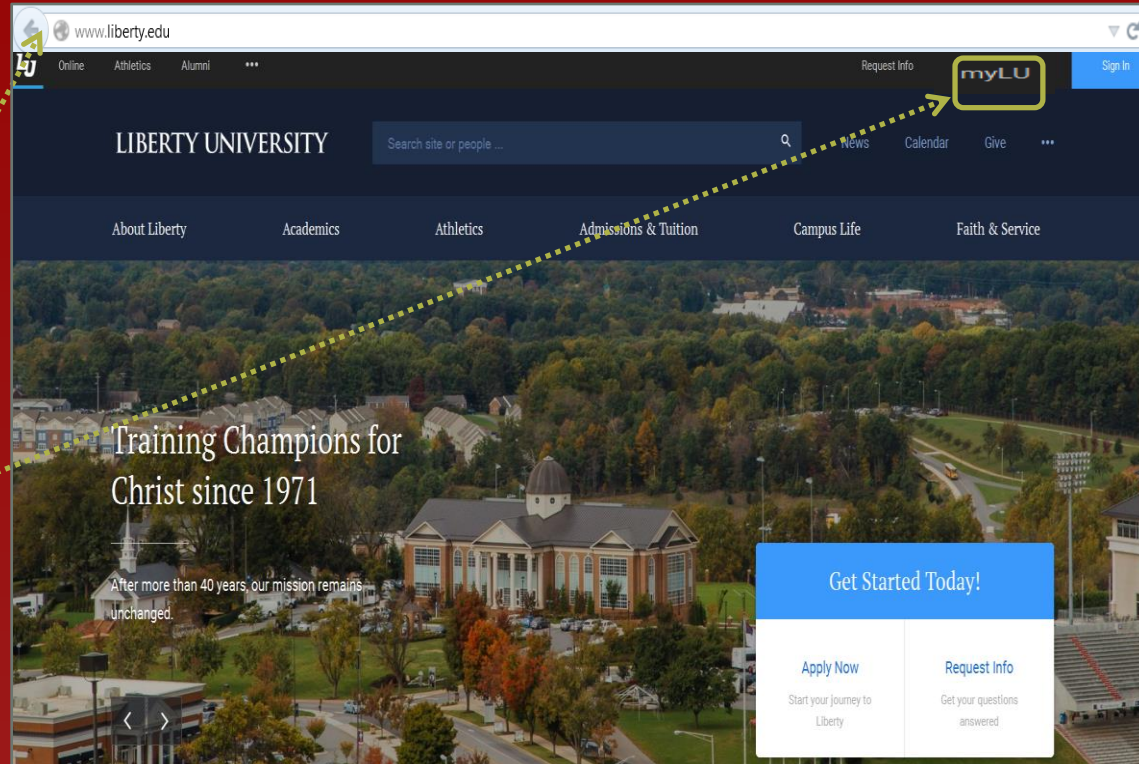 www.liberty.edu
LU Online Athletics Alumni ••• Request Info myLU Sign In
LIBERTY UNIVERSITY Search site or people ... News Calendar Give •••
About Liberty Academics Athletics Admissions & Tuition Campus Life Faith & Service
Training Champions for
Christ since 1971
After more than 40 years, our mission remains
unchanged.
Get Started Today!
Apply Now
Start your journey to
Liberty
Request Info
Get your questions
answered